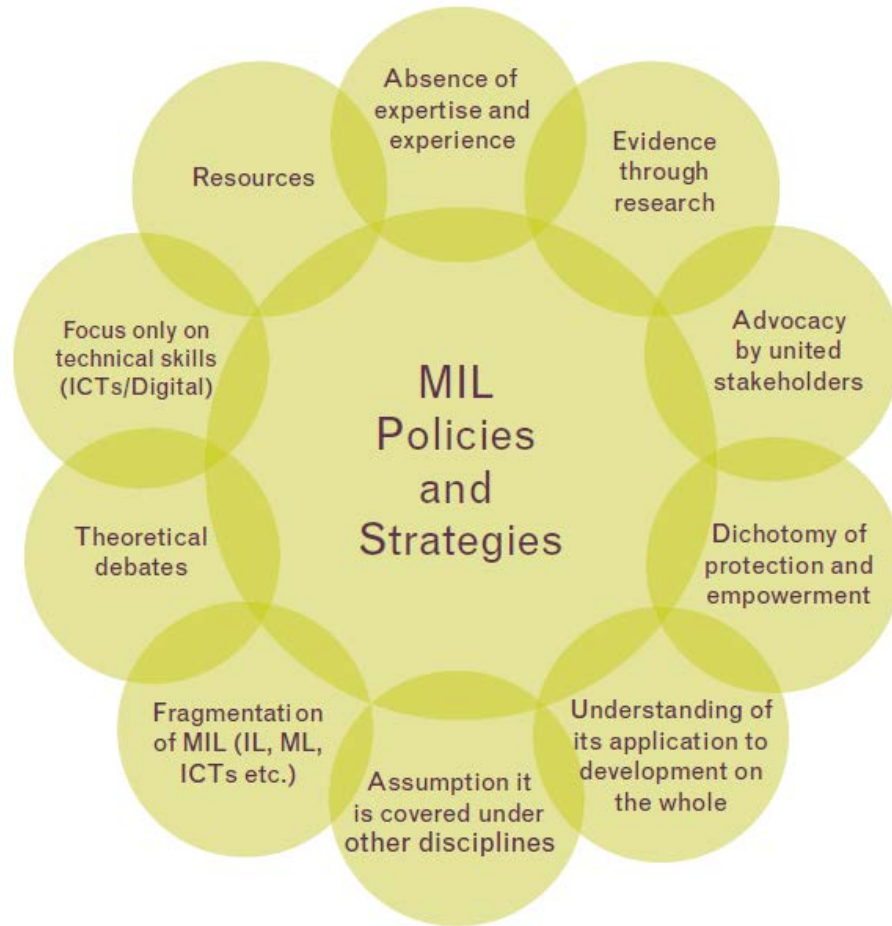 Absence of
expertise and
experience
Evidence
through
research
Advocacy
by united
stakeholders
Dichotomy of
protection and
empowerment
Understanding of
its application to
development on
the whole
Assumption it
is covered under
other disciplines
Fragmentation
of MIL (IL, ML,
ICTs etc.)
Theoretical
debates
Focus only on
technical skills
(ICTs/Digital)
Resources
MIL
Policies
and
Strategies